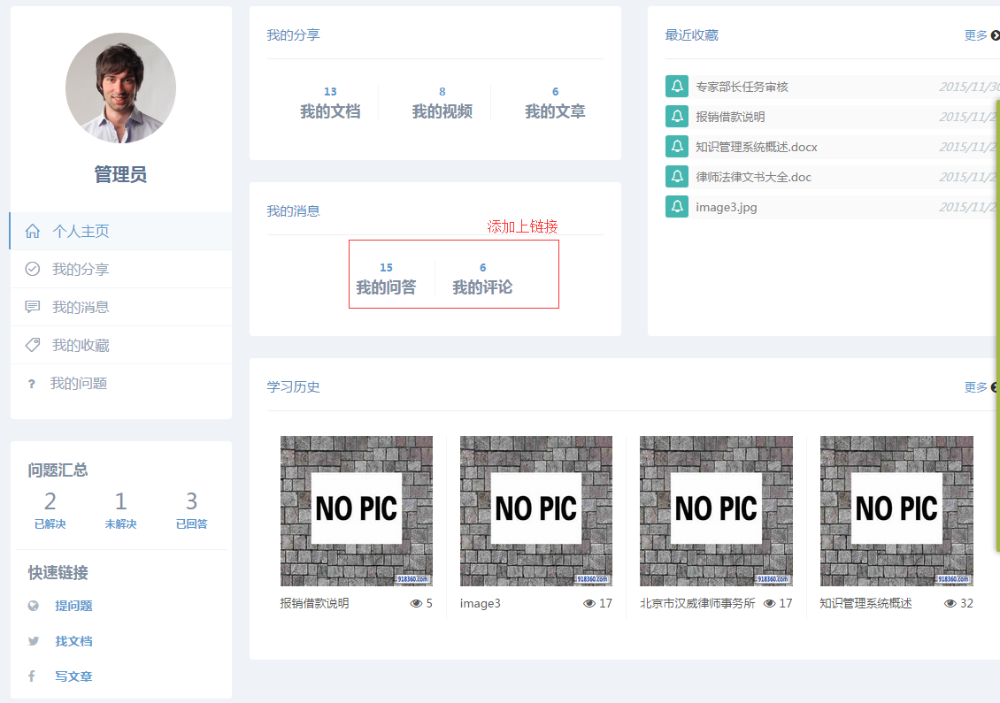 管理员
个人主页
我的分享
我的消息
我的收藏
? 我的问题
问题汇总
2 1 3
已解决 未解决 已回答
快速链接
提问题
找文档
写文章
我的分享
13 8 6
我的文档 我的视频 我的文章
我的消息
添加上链接
15 6
我的问答 我的评论
最近收藏 更多
专家部长任务审核 2015/11/30
报销借款说明 2015/11/2
知识管理系统概述.docx 2015/11/2
律师法律文书大全.doc 2015/11/2
image3.jpg 2015/11/2
学习历史 更多
NO PIC NO PIC NO PIC NO PIC
918360.com 918360.com 918360.com 918360.com
报销借款说明 5 image3 17 北京市汉威律师事务所 17 知识管理系统概述 32